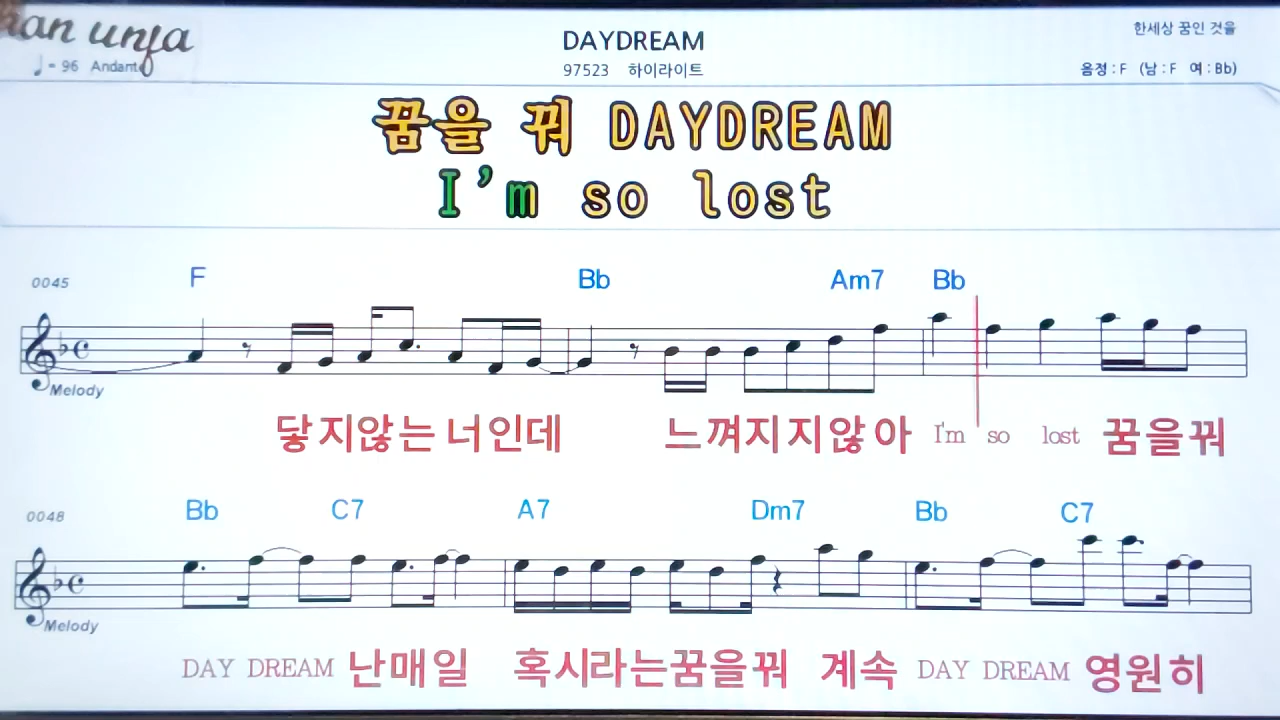 an unfa
♩= 96 Andante
DAYDREAM
97523 하이라이트
한세상 꿈인 것을
음정 : F (남 : F 여 : Bb)
꿈을 꿔 DAYDREAM
I'm so lost
0045 F Bb Am7 Bb
Melody
닿지않는 너인데 느껴지지않아 I'm so lost 꿈을꿔
0048 Bb C7 A7 Dm7 Bb C7
Melody
DAY DREAM 난매일 혹시라는꿈을꿔 계속 DAY DREAM 영원히